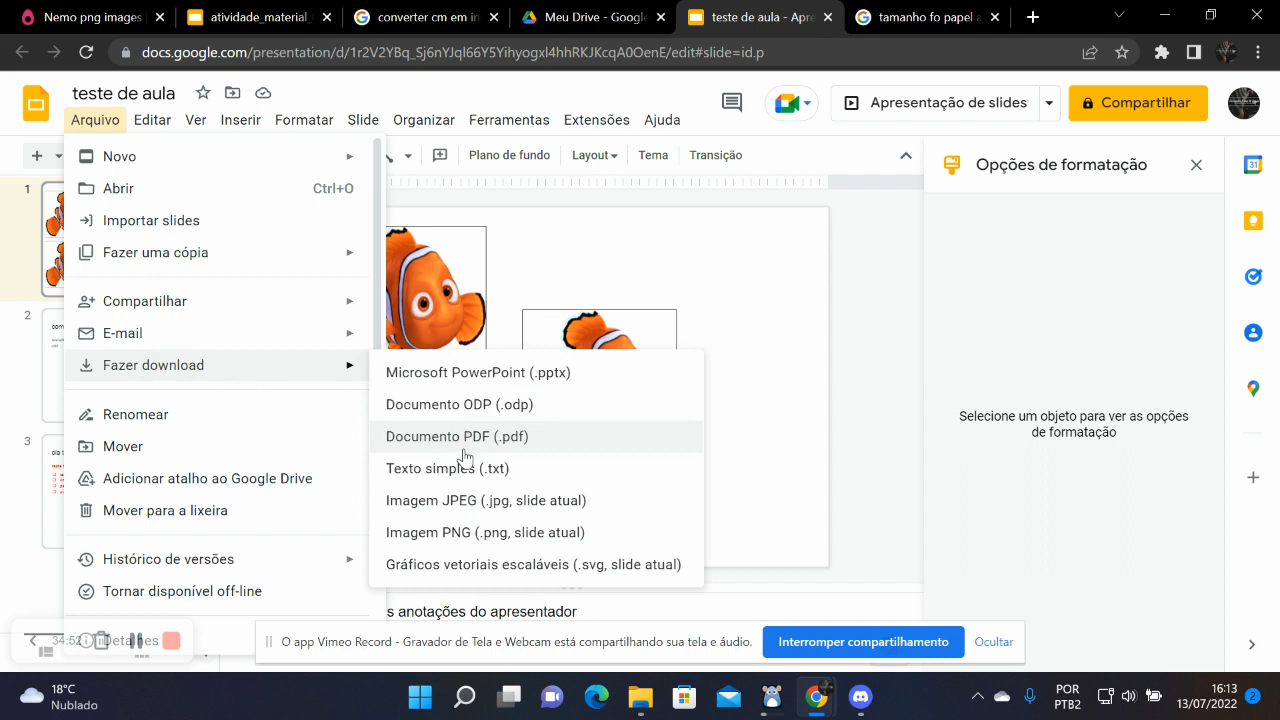 Nemo png images
atividade_material_
converter cm em in
Meu Drive - Google
teste de aula - Apre
tamanho fo papel a
docs.google.com/presentation/d/1r2V2YBq_Sj6nYJql66Y5Yihyogxl4hhRKJKcqA0OenE/edit#slide=id.p
teste de aula
Apresentação de slides
Compartilhar
Arquivo Editar Ver Inserir Formatar Slide Organizar Ferramentas Extensões Ajuda
Plano de fundo Layout Tema Transição
Opções de formatação
Novo
Abrir Ctrl+O
Importar slides
Fazer uma cópia
Compartilhar
E-mail
Fazer download
Renomear
Mover
Adicionar atalho ao Google Drive
Mover para a lixeira
Histórico de versões
Tornar disponível off-line
Detalhes
Microsoft PowerPoint (.pptx)
Documento ODP (.odp)
Documento PDF (.pdf)
Texto simples (.txt)
Imagem JPEG (.jpg, slide atual)
Imagem PNG (.png, slide atual)
Gráficos vetoriais escaláveis (.svg, slide atual)
1
2
3
31
Selecione um objeto para ver as opções
de formatação
s anotações do apresentador
34:52
O app Vimeo Record - Gravador de Tela e Webcam está compartilhando sua tela e áudio.
Interromper compartilhamento
Ocultar
18°C
Nublado
POR
PTB2
16:13
13/07/2022
2